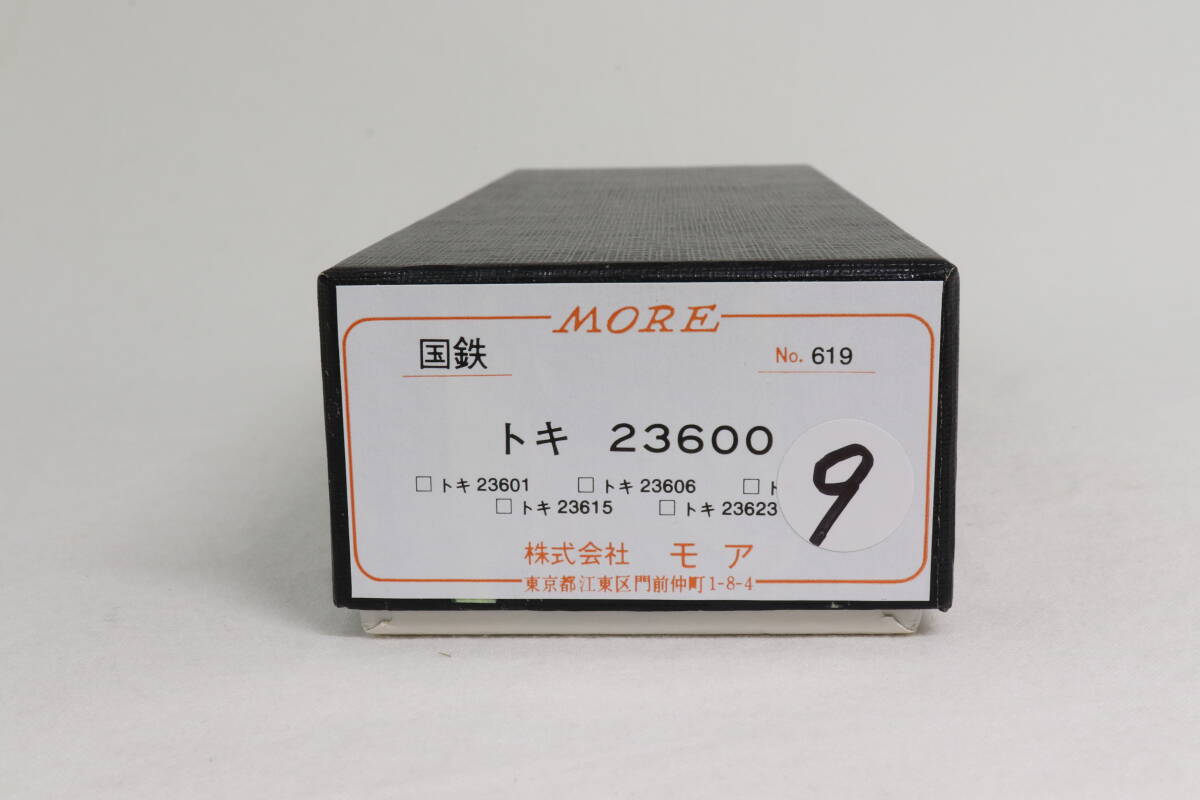 MORE
国鉄 No. 619
トキ 23600
□ トキ 23601 □ トキ 23606 □ ト
□ トキ 23615 □ トキ 23623
9
株式会社 モア
東京都江東区門前仲町1-8-4